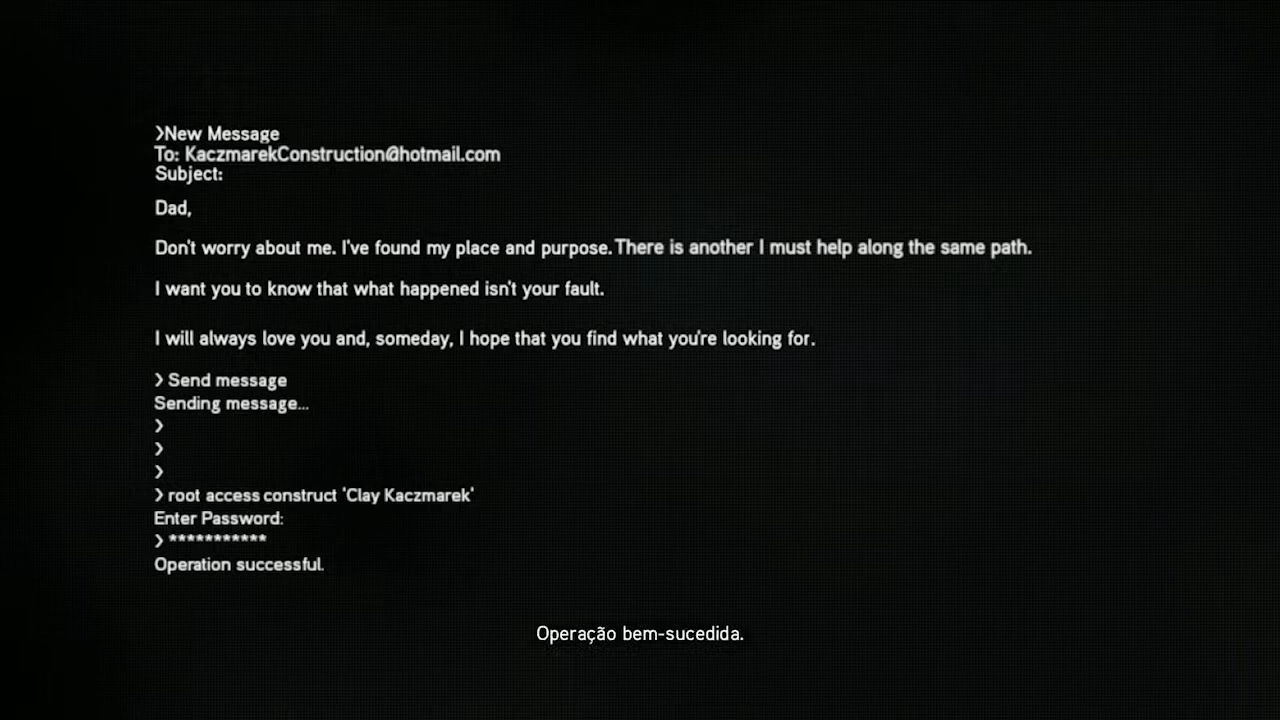 ❯New Message
To: KaczmarekConstruction@hotmail.com
Subject:
Dad,
Don't worry about me. I've found my place and purpose. There is another I must help along the same path.
I want you to know that what happened isn't your fault.
I will always love you and, someday, I hope that you find what you're looking for.
❯ Send message
Sending message...
❯
❯
❯
❯ root access construct 'Clay Kaczmarek'
Enter Password:
❯ ***********
Operation successful.
Operação bem-sucedida.